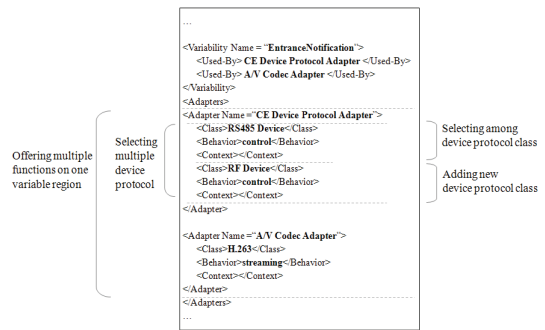 ...
<Variability Name = “EntranceNotification”>
<Used-By> CE Device Protocol Adapter </Used-By>
<Used-By> A/V Codec Adapter </Used-By>
</Variability>
<Adapters>
<Adapter Name =“CE Device Protocol Adapter”>
<Class>RS485 Device</Class>
<Behavior>control</Behavior>
<Context></Context>
<Class>RF Device</Class>
<Behavior>control</Behavior>
<Context></Context>
</Adapter>
<Adapter Name =“A/V Codec Adapter”>
<Class>H.263</Class>
<Behavior>streaming</Behavior>
<Context></Context>
</Adapter>
</Adapters>
...
Offering multiple
functions on one
variable region
Selecting
multiple
device
protocol
Selecting among
device protocol class
Adding new
device protocol class